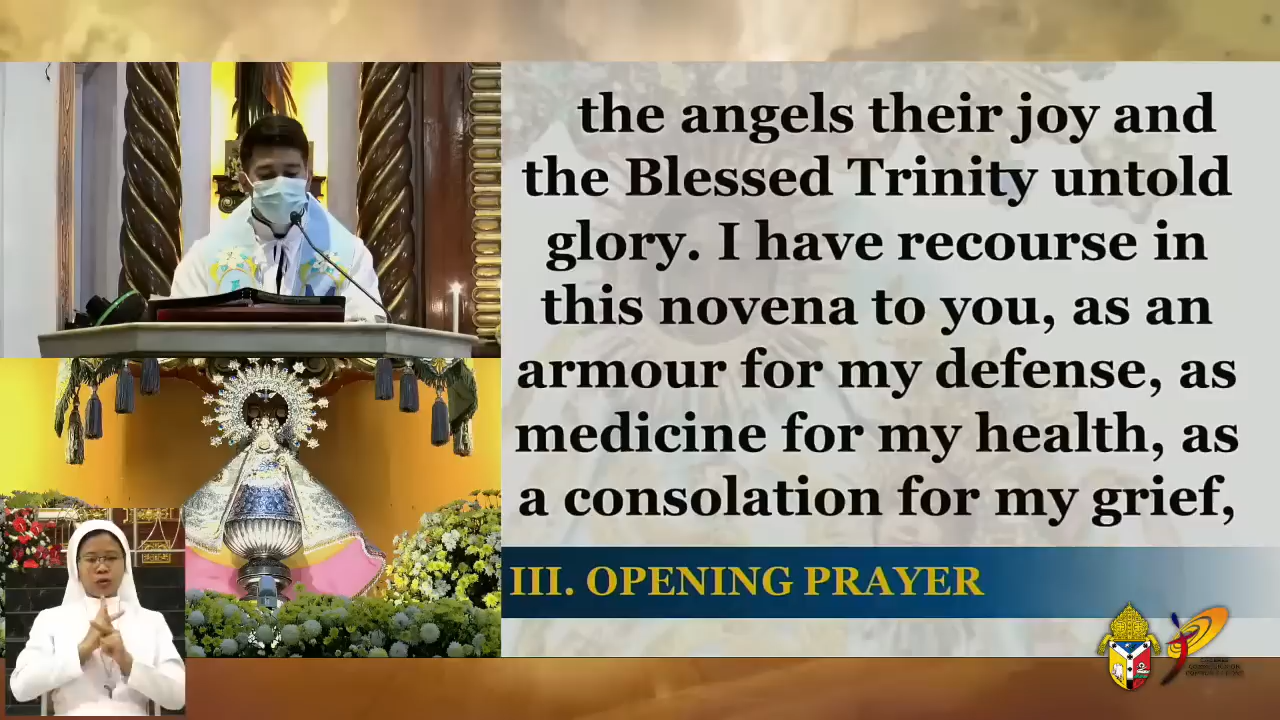 the angels their joy and
the Blessed Trinity untold
glory. I have recourse in
this novena to you, as an
armour for my defense, as
medicine for my health, as
a consolation for my grief,
III. OPENING PRAYER